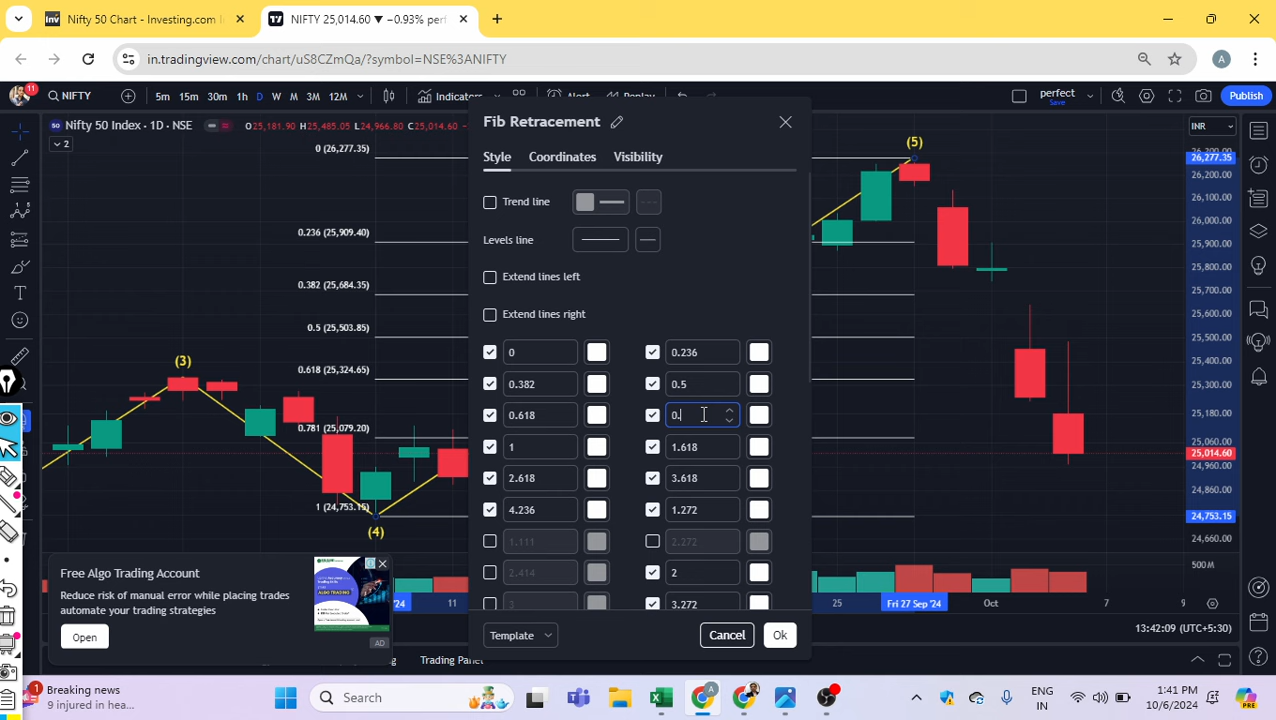 Nifty 50 Chart - Investing.com I
NIFTY 25,014.60 ▼ −0.93% perf
in.tradingview.com/chart/uS8CZmQa/?symbol=NSE%3ANIFTY
A
11
NIFTY
5m 15m 30m 1h D W M 3M 12M
Indicators
Alert
Replay
perfect
Save
Publish
50 Nifty 50 Index · 1D · NSE
O25,181.90 H25,485.05 L24,966.80 C25,014.60
2
INR
Fib Retracement
Style Coordinates Visibility
Trend line
Levels line
Extend lines left
Extend lines right
0 0.236
0.382 0.5
0.618 0.
1 1.618
2.618 3.618
4.236 1.272
1.111 2.272
2.414 2
3 3.272
Template
Cancel
Ok
0 (26,277.35)
0.236 (25,909.40)
0.382 (25,684.35)
0.5 (25,503.85)
0.618 (25,324.65)
0.781 (25,079.20)
1 (24,753.15)
(3)
(4)
(5)
26,277.35
26,200.00
26,100.00
26,000.00
25,900.00
25,800.00
25,700.00
25,600.00
25,500.00
25,400.00
25,300.00
25,180.00
25,060.00
25,014.60
24,960.00
24,860.00
24,753.15
24,660.00
500 M
Free Algo Trading Account
Reduce risk of manual error while placing trades
automate your trading strategies
Open
AD
'24 11 25 Fri 27 Sep '24 Oct 7 9
13:42:09 (UTC+5:30)
Trading Panel
1
Breaking news
9 injured in hea...
Search
ENG
IN
1:41 PM
10/6/2024
PRE